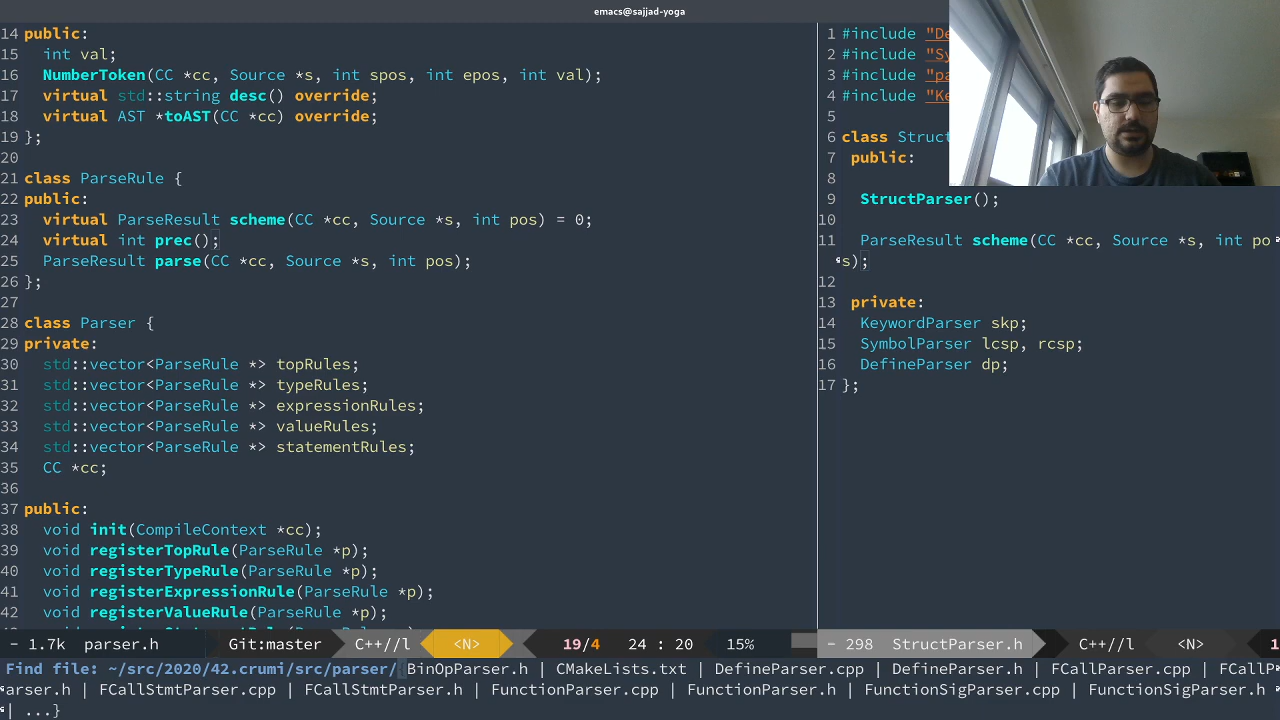 emacs@sajjad-yoga
14 public:
15 int val;
16 NumberToken(CC *cc, Source *s, int spos, int epos, int val);
17 virtual std::string desc() override;
18 virtual AST *toAST(CC *cc) override;
19 };
20
21 class ParseRule {
22 public:
23 virtual ParseResult scheme(CC *cc, Source *s, int pos) = 0;
24 virtual int prec();
25 ParseResult parse(CC *cc, Source *s, int pos);
26 };
27
28 class Parser {
29 private:
30 std::vector<ParseRule *> topRules;
31 std::vector<ParseRule *> typeRules;
32 std::vector<ParseRule *> expressionRules;
33 std::vector<ParseRule *> valueRules;
34 std::vector<ParseRule *> statementRules;
35 CC *cc;
36
37 public:
38 void init(CompileContext *cc);
39 void registerTopRule(ParseRule *p);
40 void registerTypeRule(ParseRule *p);
41 void registerExpressionRule(ParseRule *p);
42 void registerValueRule(ParseRule *p);
- 1.7k parser.h Git:master C++//l <N> 19/4 24 : 20 15%
1 #include "De
2 #include "Sy
3 #include "pa
4 #include "Ke
5
6 class Struct
7 public:
8
9 StructParser();
10
11 ParseResult scheme(CC *cc, Source *s, int po
s);
12
13 private:
14 KeywordParser skp;
15 SymbolParser lcsp, rcsp;
16 DefineParser dp;
17 };
- 298 StructParser.h C++//l <N> 1
Find file: ~/src/2020/42.crumi/src/parser/{BinOpParser.h | CMakeLists.txt | DefineParser.cpp | DefineParser.h | FCallParser.cpp | FCallP
arser.h | FCallStmtParser.cpp | FCallStmtParser.h | FunctionParser.cpp | FunctionParser.h | FunctionSigParser.cpp | FunctionSigParser.h
| ...}